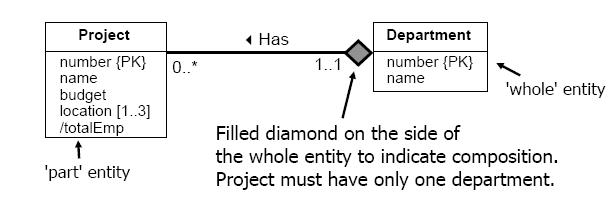 Project
number {PK}
name
budget
location [1..3]
/totalEmp
0..*
Has
1..1
Department
number {PK}
name
'whole' entity
'part' entity
Filled diamond on the side of
the whole entity to indicate composition.
Project must have only one department.